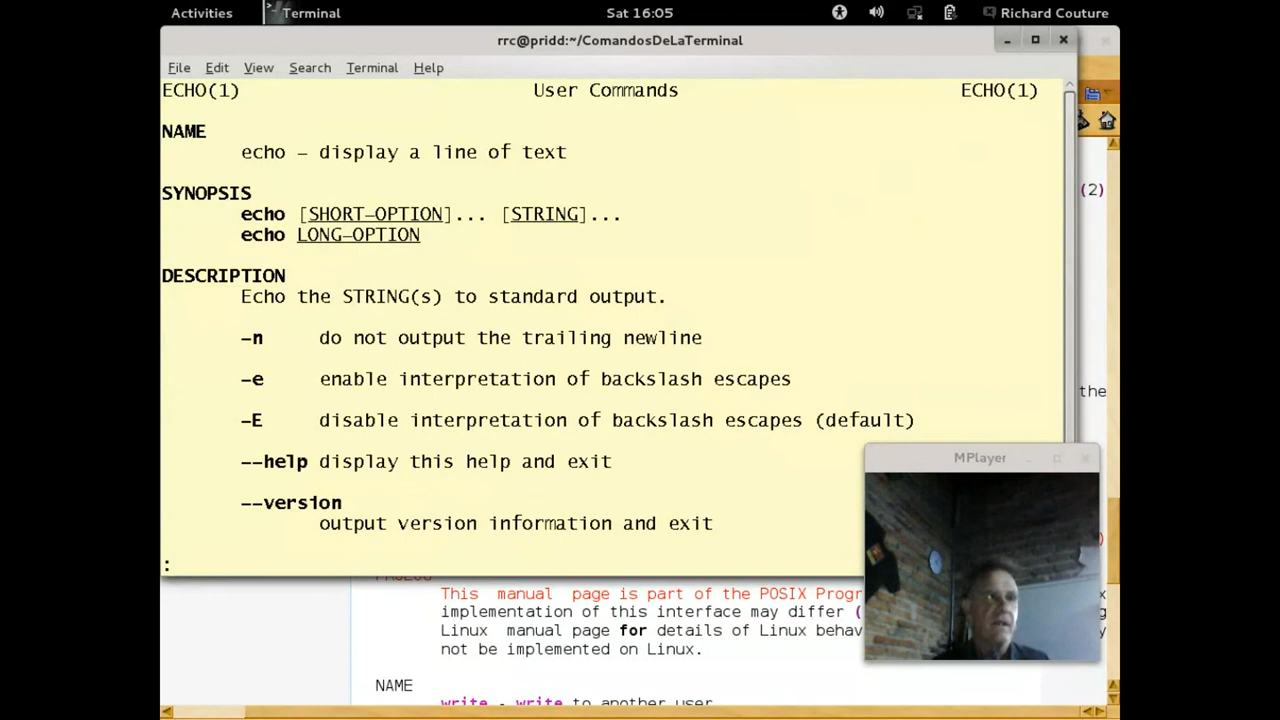 Activities Terminal Sat 16:05 Richard Couture
rrc@pridd:~/ComandosDeLaTerminal
File Edit View Search Terminal Help
ECHO(1) User Commands ECHO(1)
NAME
echo – display a line of text
SYNOPSIS
echo [SHORT–OPTION]... [STRING]...
echo LONG–OPTION
DESCRIPTION
Echo the STRING(s) to standard output.
–n do not output the trailing newline
–e enable interpretation of backslash escapes
–E disable interpretation of backslash escapes (default)
––help display this help and exit
––version
output version information and exit
:
(2)
the
MPlayer
This manual page is part of the POSIX Progr
implementation of this interface may differ (
Linux manual page for details of Linux behav
not be implemented on Linux.
NAME
write - write to another user